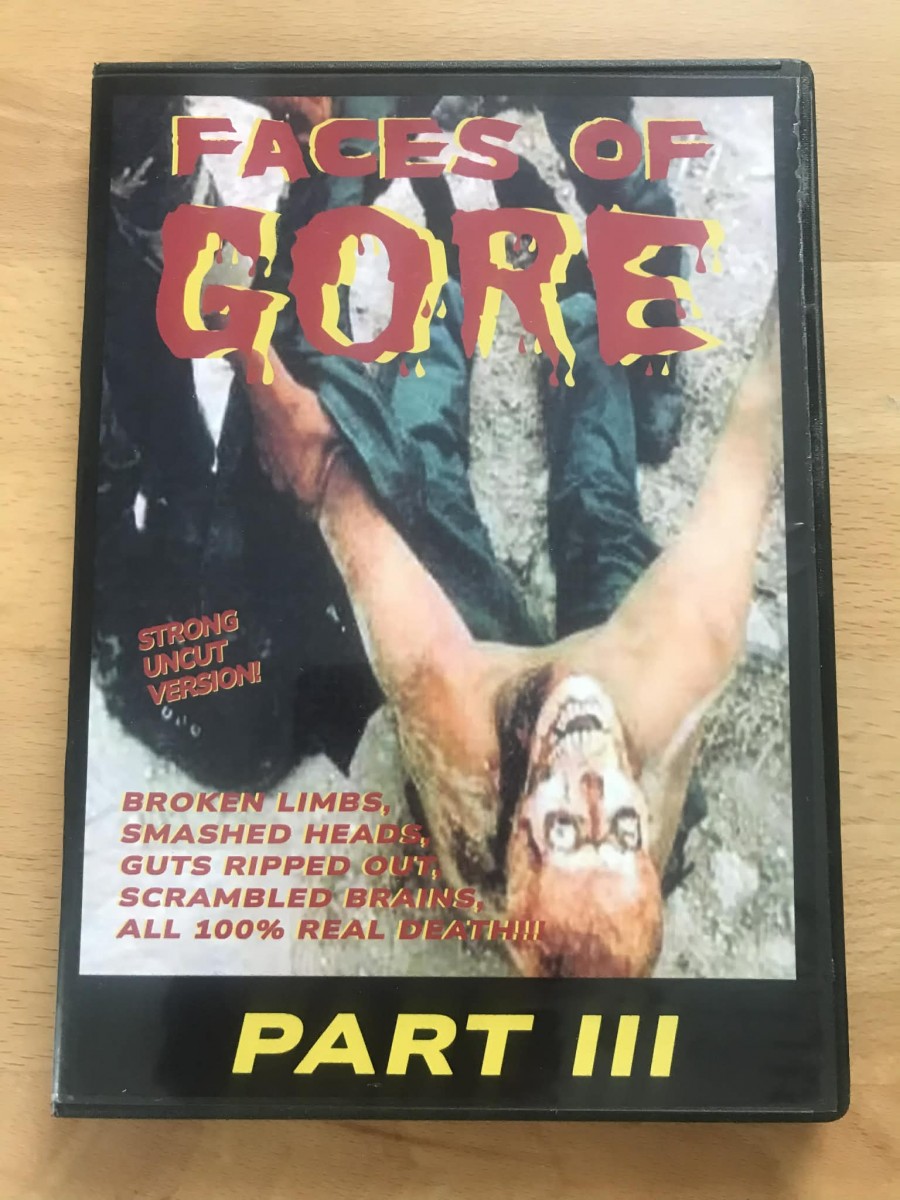 FACES OF
GORE
STRONG
UNCUT
VERSION!
BROKEN LIMBS,
SMASHED HEADS,
GUTS RIPPED OUT,
SCRAMBLED BRAINS,
ALL 100% REAL DEATH!!!
PART III